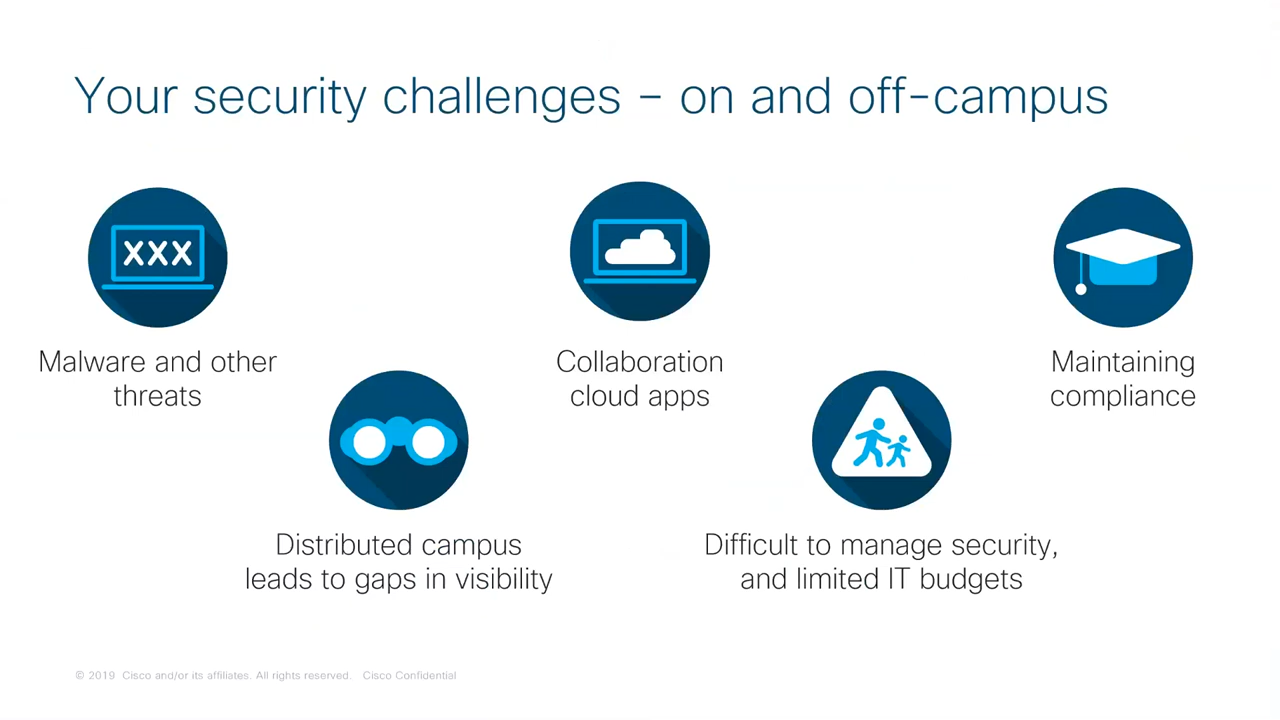 Your security challenges – on and off-campus
XXX
Malware and other
threats
Distributed campus
leads to gaps in visibility
Collaboration
cloud apps
Difficult to manage security,
and limited IT budgets
Maintaining
compliance
© 2019 Cisco and/or its affiliates. All rights reserved. Cisco Confidential